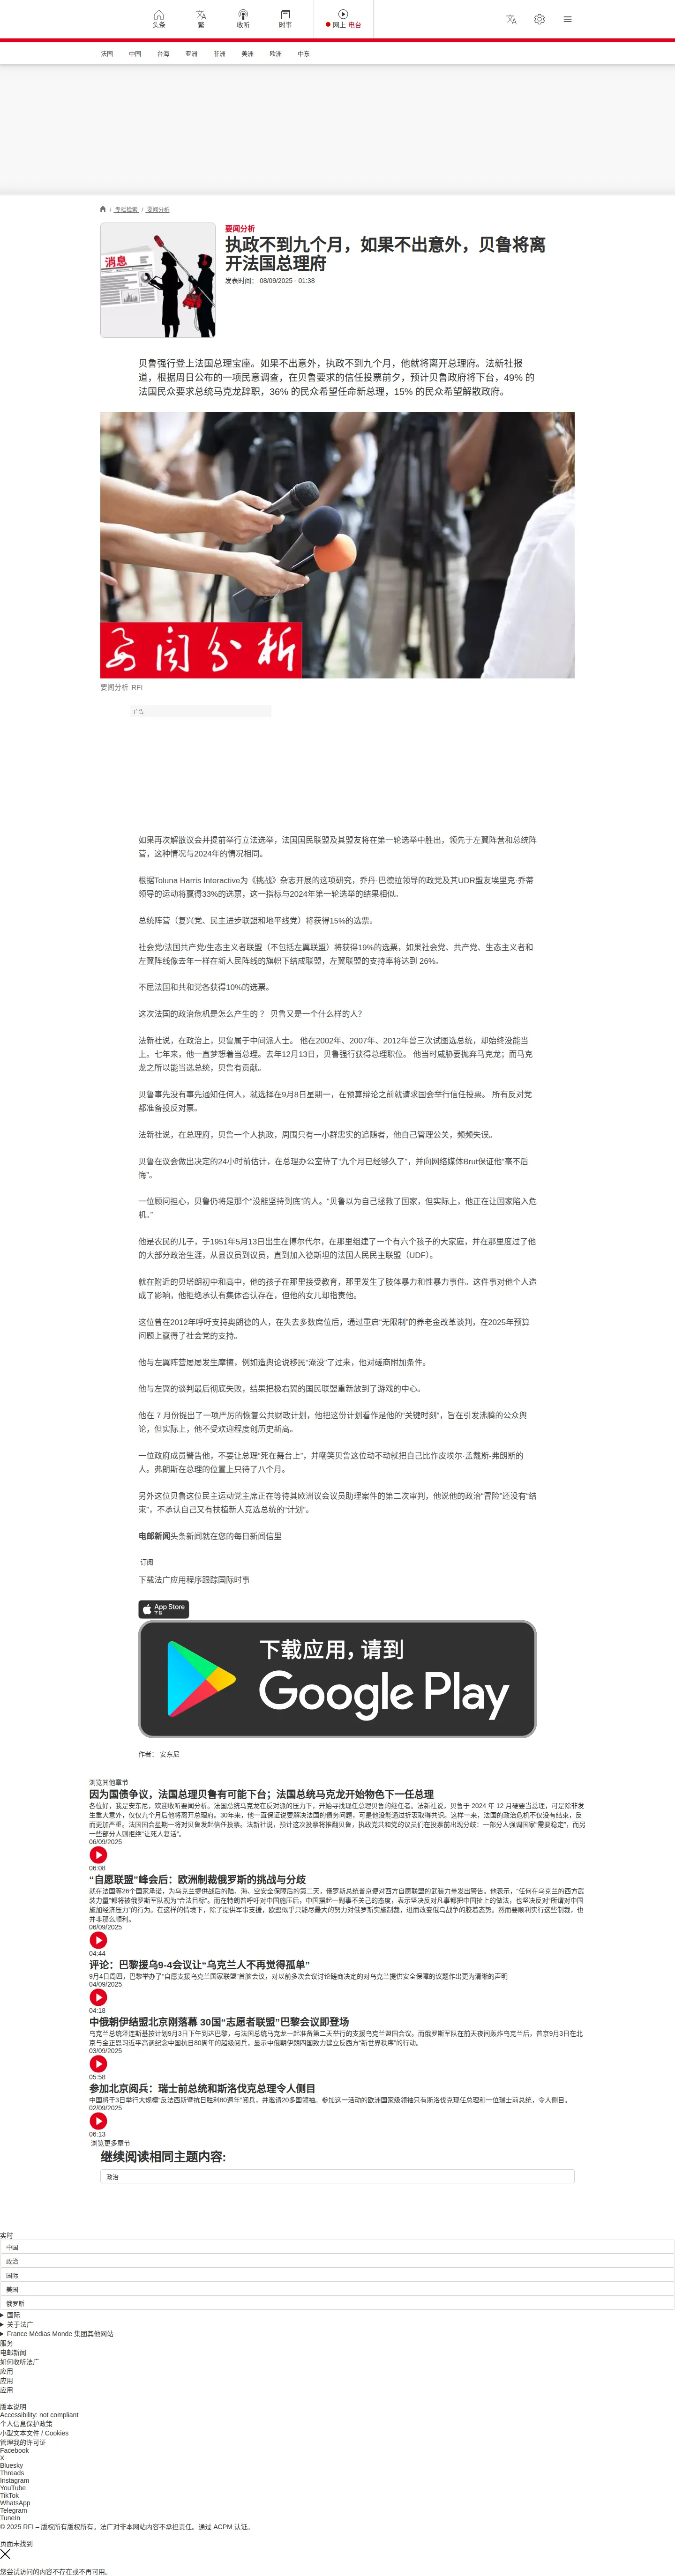 头条
繁
收听
时事
网上 电台
法国
中国
台海
亚洲
非洲
美洲
欧洲
中东
/ 专栏检索 / 要闻分析
消息
要闻分析
执政不到九个月，如果不出意外，贝鲁将离
开法国总理府
发表时间： 08/09/2025 - 01:38
贝鲁强行登上法国总理宝座。如果不出意外，执政不到九个月，他就将离开总理府。法新社报
道，根据周日公布的一项民意调查，在贝鲁要求的信任投票前夕，预计贝鲁政府将下台，49% 的
法国民众要求总统马克龙辞职，36% 的民众希望任命新总理，15% 的民众希望解散政府。
要闻分析
要闻分析 RFI
广告
如果再次解散议会并提前举行立法选举，法国国民联盟及其盟友将在第一轮选举中胜出，领先于左翼阵营和总统阵
营，这种情况与2024年的情况相同。
根据Toluna Harris Interactive为《挑战》杂志开展的这项研究，乔丹·巴德拉领导的政党及其UDR盟友埃里克·乔蒂
领导的运动将赢得33%的选票，这一指标与2024年第一轮选举的结果相似。
总统阵营（复兴党、民主进步联盟和地平线党）将获得15%的选票。
社会党/法国共产党/生态主义者联盟（不包括左翼联盟）将获得19%的选票，如果社会党、共产党、生态主义者和
左翼阵线像去年一样在新人民阵线的旗帜下结成联盟，左翼联盟的支持率将达到 26%。
不屈法国和共和党各获得10%的选票。
这次法国的政治危机是怎么产生的 ？ 贝鲁又是一个什么样的人?
法新社说，在政治上，贝鲁属于中间派人士。 他在2002年、2007年、2012年曾三次试图选总统，却始终没能当
上。七年来，他一直梦想着当总理。去年12月13日，贝鲁强行获得总理职位。 他当时威胁要抛弃马克龙；而马克
龙之所以能当选总统，贝鲁有贡献。
贝鲁事先没有事先通知任何人，就选择在9月8日星期一，在预算辩论之前就请求国会举行信任投票。 所有反对党
都准备投反对票。
法新社说，在总理府，贝鲁一个人执政，周围只有一小群忠实的追随者，他自己管理公关，频频失误。
贝鲁在议会做出决定的24小时前估计，在总理办公室待了“九个月已经够久了”，并向网络媒体Brut保证他“毫不后
悔”。
一位顾问担心，贝鲁仍将是那个“没能坚持到底”的人。“贝鲁以为自己拯救了国家，但实际上，他正在让国家陷入危
机。”
他是农民的儿子，于1951年5月13日出生在博尔代尔，在那里组建了一个有六个孩子的大家庭，并在那里度过了他
的大部分政治生涯，从县议员到议员，直到加入德斯坦的法国人民民主联盟（UDF）。
就在附近的贝塔朗初中和高中，他的孩子在那里接受教育，那里发生了肢体暴力和性暴力事件。这件事对他个人造
成了影响，他拒绝承认有集体否认存在，但他的女儿却指责他。
这位曾在2012年呼吁支持奥朗德的人，在失去多数席位后，通过重启“无限制”的养老金改革谈判，在2025年预算
问题上赢得了社会党的支持。
他与左翼阵营屡屡发生摩擦，例如造舆论说移民“淹没”了过来，他对磋商附加条件。
他与左翼的谈判最后彻底失败，结果把极右翼的国民联盟重新放到了游戏的中心。
他在 7 月份提出了一项严厉的恢复公共财政计划，他把这份计划看作是他的“关键时刻”，旨在引发沸腾的公众舆
论，但实际上，他不受欢迎程度创历史新高。
一位政府成员警告他，不要让总理“死在舞台上”，并嘲笑贝鲁这位动不动就把自己比作皮埃尔·孟戴斯-弗朗斯的
人。弗朗斯在总理的位置上只待了八个月。
另外这位贝鲁这位民主运动党主席正在等待其欧洲议会议员助理案件的第二次审判，他说他的政治“冒险”还没有“结
束”，不承认自己又有扶植新人竞选总统的“计划”。
电邮新闻头条新闻就在您的每日新闻信里
订阅
下载法广应用程序跟踪国际时事
App Store
下载
下载应用，请到
Google Play
作者： 安东尼
浏览其他章节
因为国债争议，法国总理贝鲁有可能下台；法国总统马克龙开始物色下一任总理
各位好，我是安东尼，欢迎收听要闻分析。法国总统马克龙在反对派的压力下，开始寻找现任总理贝鲁的继任者。法新社说，贝鲁于 2024 年 12 月硬要当总理，可是除非发
生重大意外，仅仅九个月后他将离开总理府。30年来，他一直保证说要解决法国的债务问题，可是他没能通过折衷取得共识。这样一来，法国的政治危机不仅没有结束，反
而更加严重。法国国会星期一将对贝鲁发起信任投票。法新社说，预计这次投票将推翻贝鲁，执政党共和党的议员们在投票前出现分歧：一部分人强调国家“需要稳定”，而另
一些部分人则拒绝“让死人复活”。
06/09/2025
06:08
“自愿联盟”峰会后：欧洲制裁俄罗斯的挑战与分歧
就在法国等26个国家承诺，为乌克兰提供战后的陆、海、空安全保障后的第二天，俄罗斯总统普京便对西方自愿联盟的武装力量发出警告。他表示，“任何在乌克兰的西方武
装力量”都将被俄罗斯军队视为“合法目标”。而在特朗普呼吁对中国施压后，中国摆起一副事不关己的态度，表示坚决反对凡事都把中国扯上的做法，也坚决反对“所谓对中国
施加经济压力”的行为。在这样的情境下，除了提供军事支援，欧盟似乎只能尽最大的努力对俄罗斯实施制裁，进而改变俄乌战争的胶着态势。然而要顺利实行这些制裁，也
并非那么顺利。
06/09/2025
04:44
评论：巴黎援乌9-4会议让“乌克兰人不再觉得孤单”
9月4日周四，巴黎举办了“自愿支援乌克兰国家联盟”首脑会议，对以前多次会议讨论磋商决定的对乌克兰提供安全保障的议题作出更为清晰的声明
04/09/2025
04:18
中俄朝伊结盟北京刚落幕 30国“志愿者联盟”巴黎会议即登场
乌克兰总统泽连斯基按计划9月3日下午到达巴黎，与法国总统马克龙一起准备第二天举行的支援乌克兰盟国会议。而俄罗斯军队在前天夜间轰炸乌克兰后，普京9月3日在北
京与金正恩习近平高调纪念中国抗日80周年的超级阅兵，显示中俄朝伊朗四国致力建立反西方“新世界秩序”的行动。
03/09/2025
05:58
参加北京阅兵：瑞士前总统和斯洛伐克总理令人侧目
中国将于3日举行大规模“反法西斯暨抗日胜利80週年”阅兵，并邀请20多国领袖。参加这一活动的欧洲国家级领袖只有斯洛伐克现任总理和一位瑞士前总统，令人侧目。
02/09/2025
06:13
浏览更多章节
继续阅读相同主题内容:
政治
实时
中国
政治
国际
美国
俄罗斯
国际
关于法广
France Médias Monde 集团其他网站
服务
电邮新闻
如何收听法广
应用
应用
应用
版本说明
Accessibility: not compliant
个人信息保护政策
小型文本文件 / Cookies
管理我的许可证
Facebook
X
Bluesky
Threads
Instagram
YouTube
TikTok
WhatsApp
Telegram
TuneIn
© 2025 RFI – 版权所有版权所有。法广对非本网站内容不承担责任。通过 ACPM 认证。
页面未找到
您尝试访问的内容不存在或不再可用。